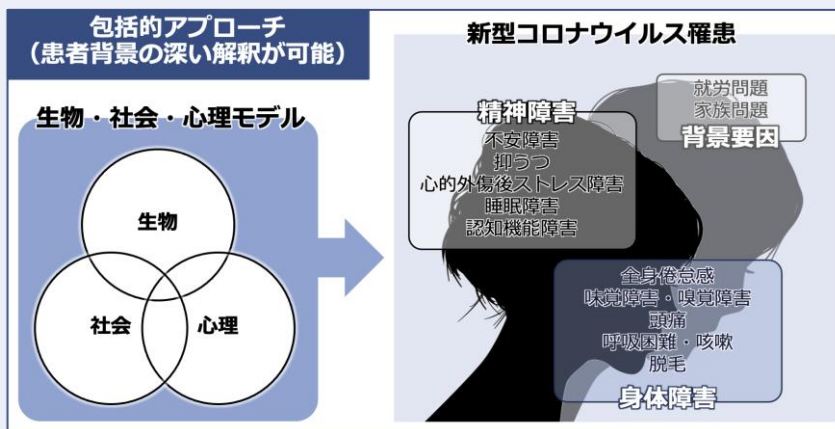 包括的アプローチ
（患者背景の深い解釈が可能）
生物・社会・心理モデル
生物
社会
心理
新型コロナウイルス罹患
就労問題
家族問題
背景要因
精神障害
不安障害
抑うつ
心的外傷後ストレス障害
睡眠障害
認知機能障害
全身倦怠感
味覚障害・嗅覚障害
頭痛
呼吸困難・咳嗽
脱毛
身体障害